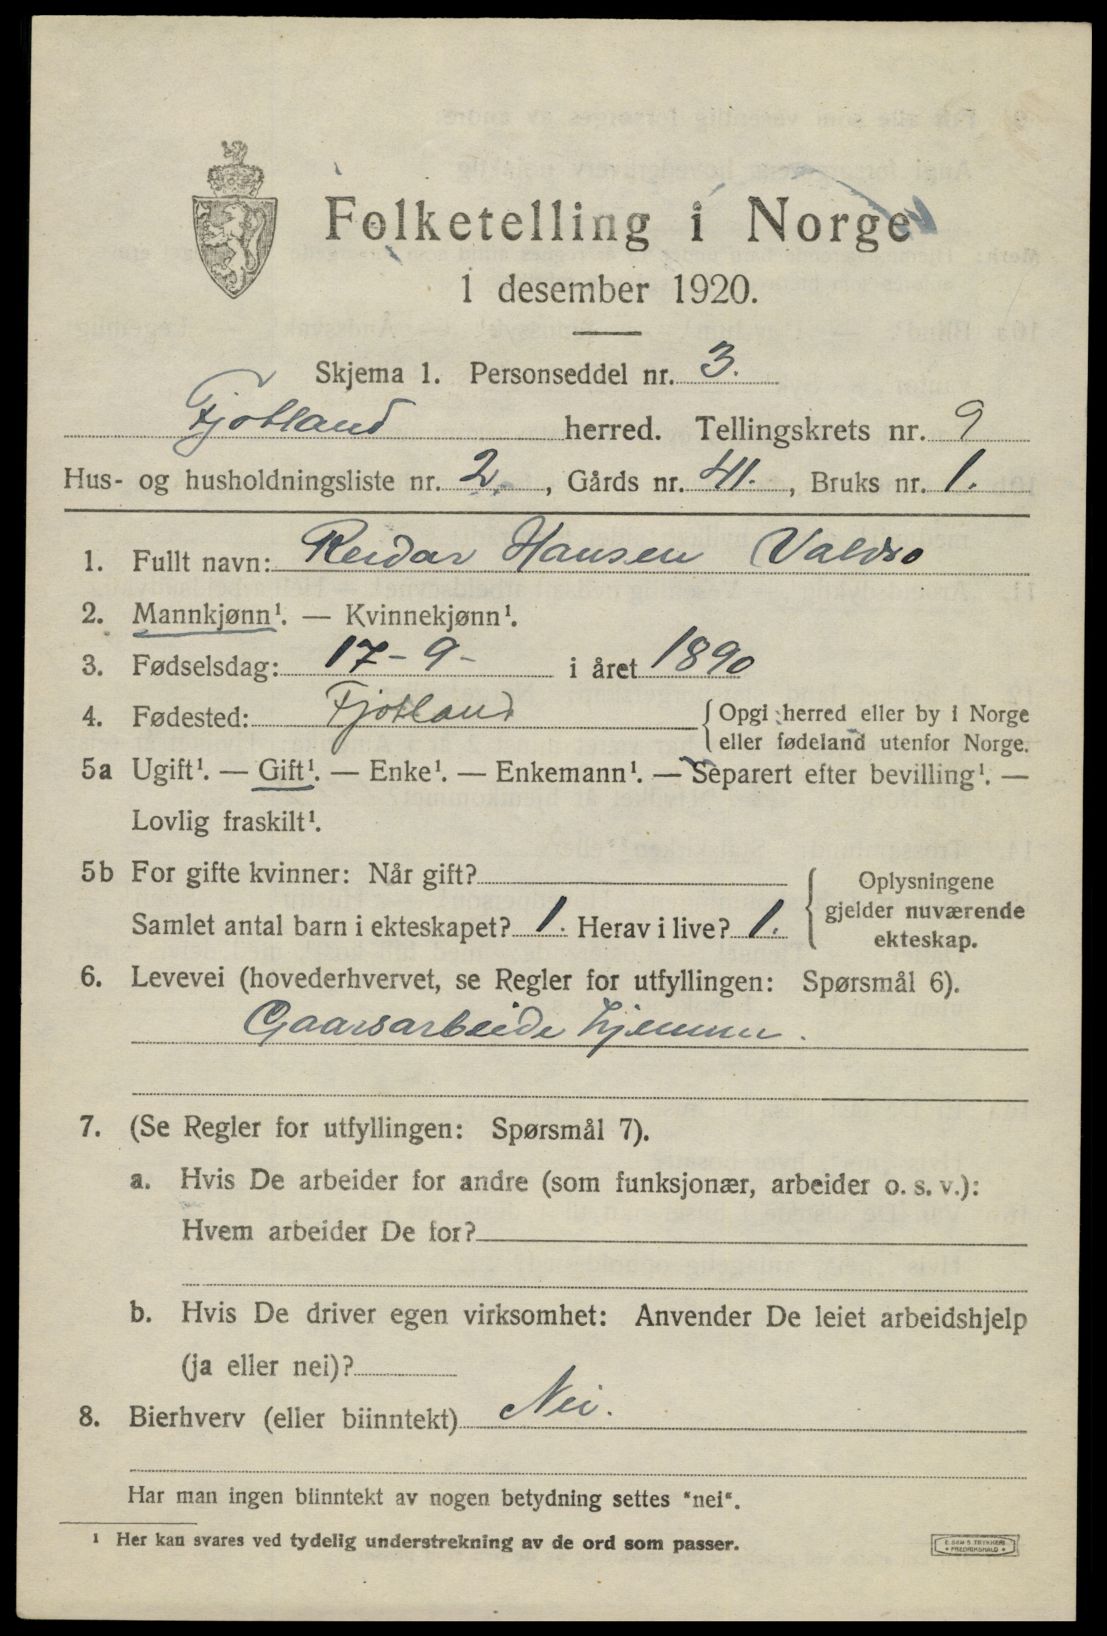 Folketelling i Norge
1 desember 1920.
Skjema 1. Personseddel nr. 3.
Fjotland herred. Tellingskrets nr. 9
Hus- og husholdningsliste nr. 2. , Gårds nr. 41. , Bruks nr. 1.
1. Fullt navn: Reidar Hansen Valdro
2. Mannkjønn¹. — Kvinnekjønn¹.
3. Fødselsdag: 17-9- i året 1890
4. Fødested: Fjotland {Opgi herred eller by i Norge
eller fødeland utenfor Norge.
5a Ugift¹. — Gift¹. — Enke¹. — Enkemann¹. — Separert efter bevilling¹. —
Lovlig fraskilt¹.
5b For gifte kvinner: Når gift?
Samlet antal barn i ekteskapet? 1. Herav i live? 1.
{ Oplysningene
gjelder nuværende
ekteskap.
6. Levevei (hovederhvervet, se Regler for utfyllingen: Spørsmål 6).
Gaarsarbeide hjemme.
7. (Se Regler for utfyllingen: Spørsmål 7).
a. Hvis De arbeider for andre (som funksjonær, arbeider o. s. v.):
Hvem arbeider De for?
b. Hvis De driver egen virksomhet: Anvender De leiet arbeidshjelp
(ja eller nei)?
8. Bierhverv (eller biinntekt) Nei.
Har man ingen biinntekt av nogen betydning settes "nei".
¹ Her kan svares ved tydelig understrekning av de ord som passer.